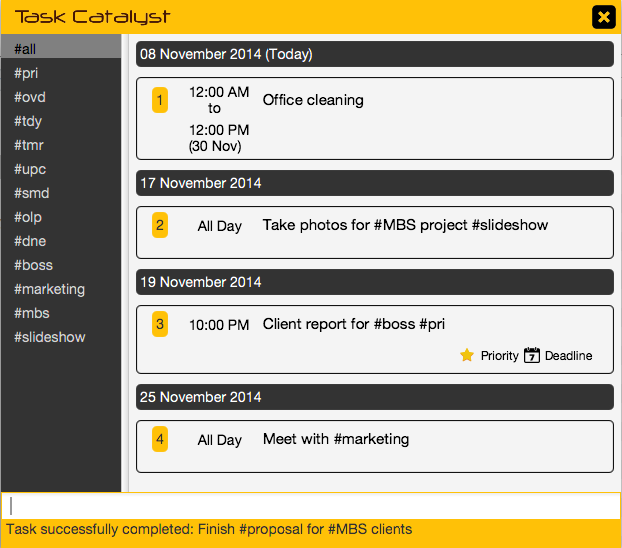 Task Catalyst
#all
#pri
#ovd
#tdy
#tmr
#upc
#smd
#olp
#dne
#boss
#marketing
#mbs
#slideshow
08 November 2014 (Today)
1
12:00 AM
to
12:00 PM
(30 Nov)
Office cleaning
17 November 2014
2
All Day
Take photos for #MBS project #slideshow
19 November 2014
3
10:00 PM
Client report for #boss #pri
Priority
7
Deadline
25 November 2014
4
All Day
Meet with #marketing
Task successfully completed: Finish #proposal for #MBS clients